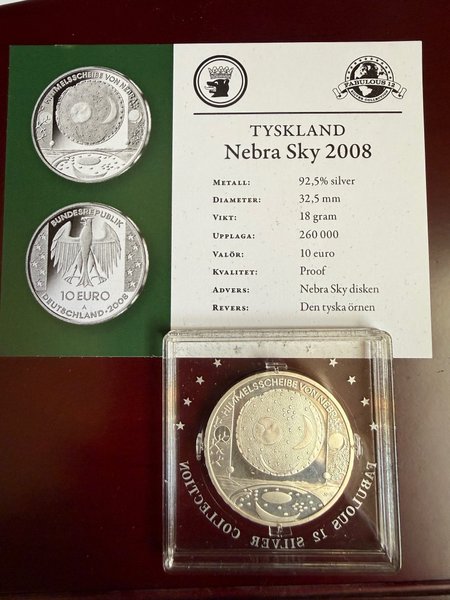 HIMMELSSCHEIBE VON NEBRA
BUNDESREPUBLIK
10 EURO
A
DEUTSCHLAND · 2008
FABULOUS 12
SILVER COLLECTION
TYSKLAND
Nebra Sky 2008
METALL: 92,5% silver
DIAMETER: 32,5 mm
VIKT: 18 gram
UPPLAGA: 260 000
VALÖR: 10 euro
KVALITET: Proof
ADVERS: Nebra Sky disken
REVERS: Den tyska örnen
HIMMELSSCHEIBE VON NEBRA
FABULOUS 12 SILVER COLLECTION